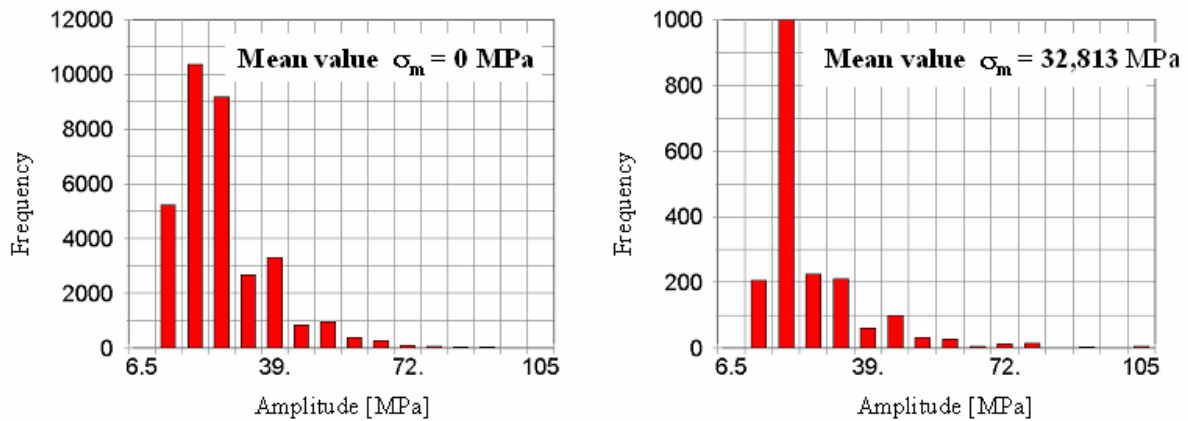 12000
10000
8000
6000
4000
2000
0
Frequency
Mean value σm = 0 MPa
6.5 39. 72. 105
Amplitude [MPa]
1000
800
600
400
200
0
Frequency
Mean value σm = 32,813 MPa
6.5 39. 72. 105
Amplitude [MPa]